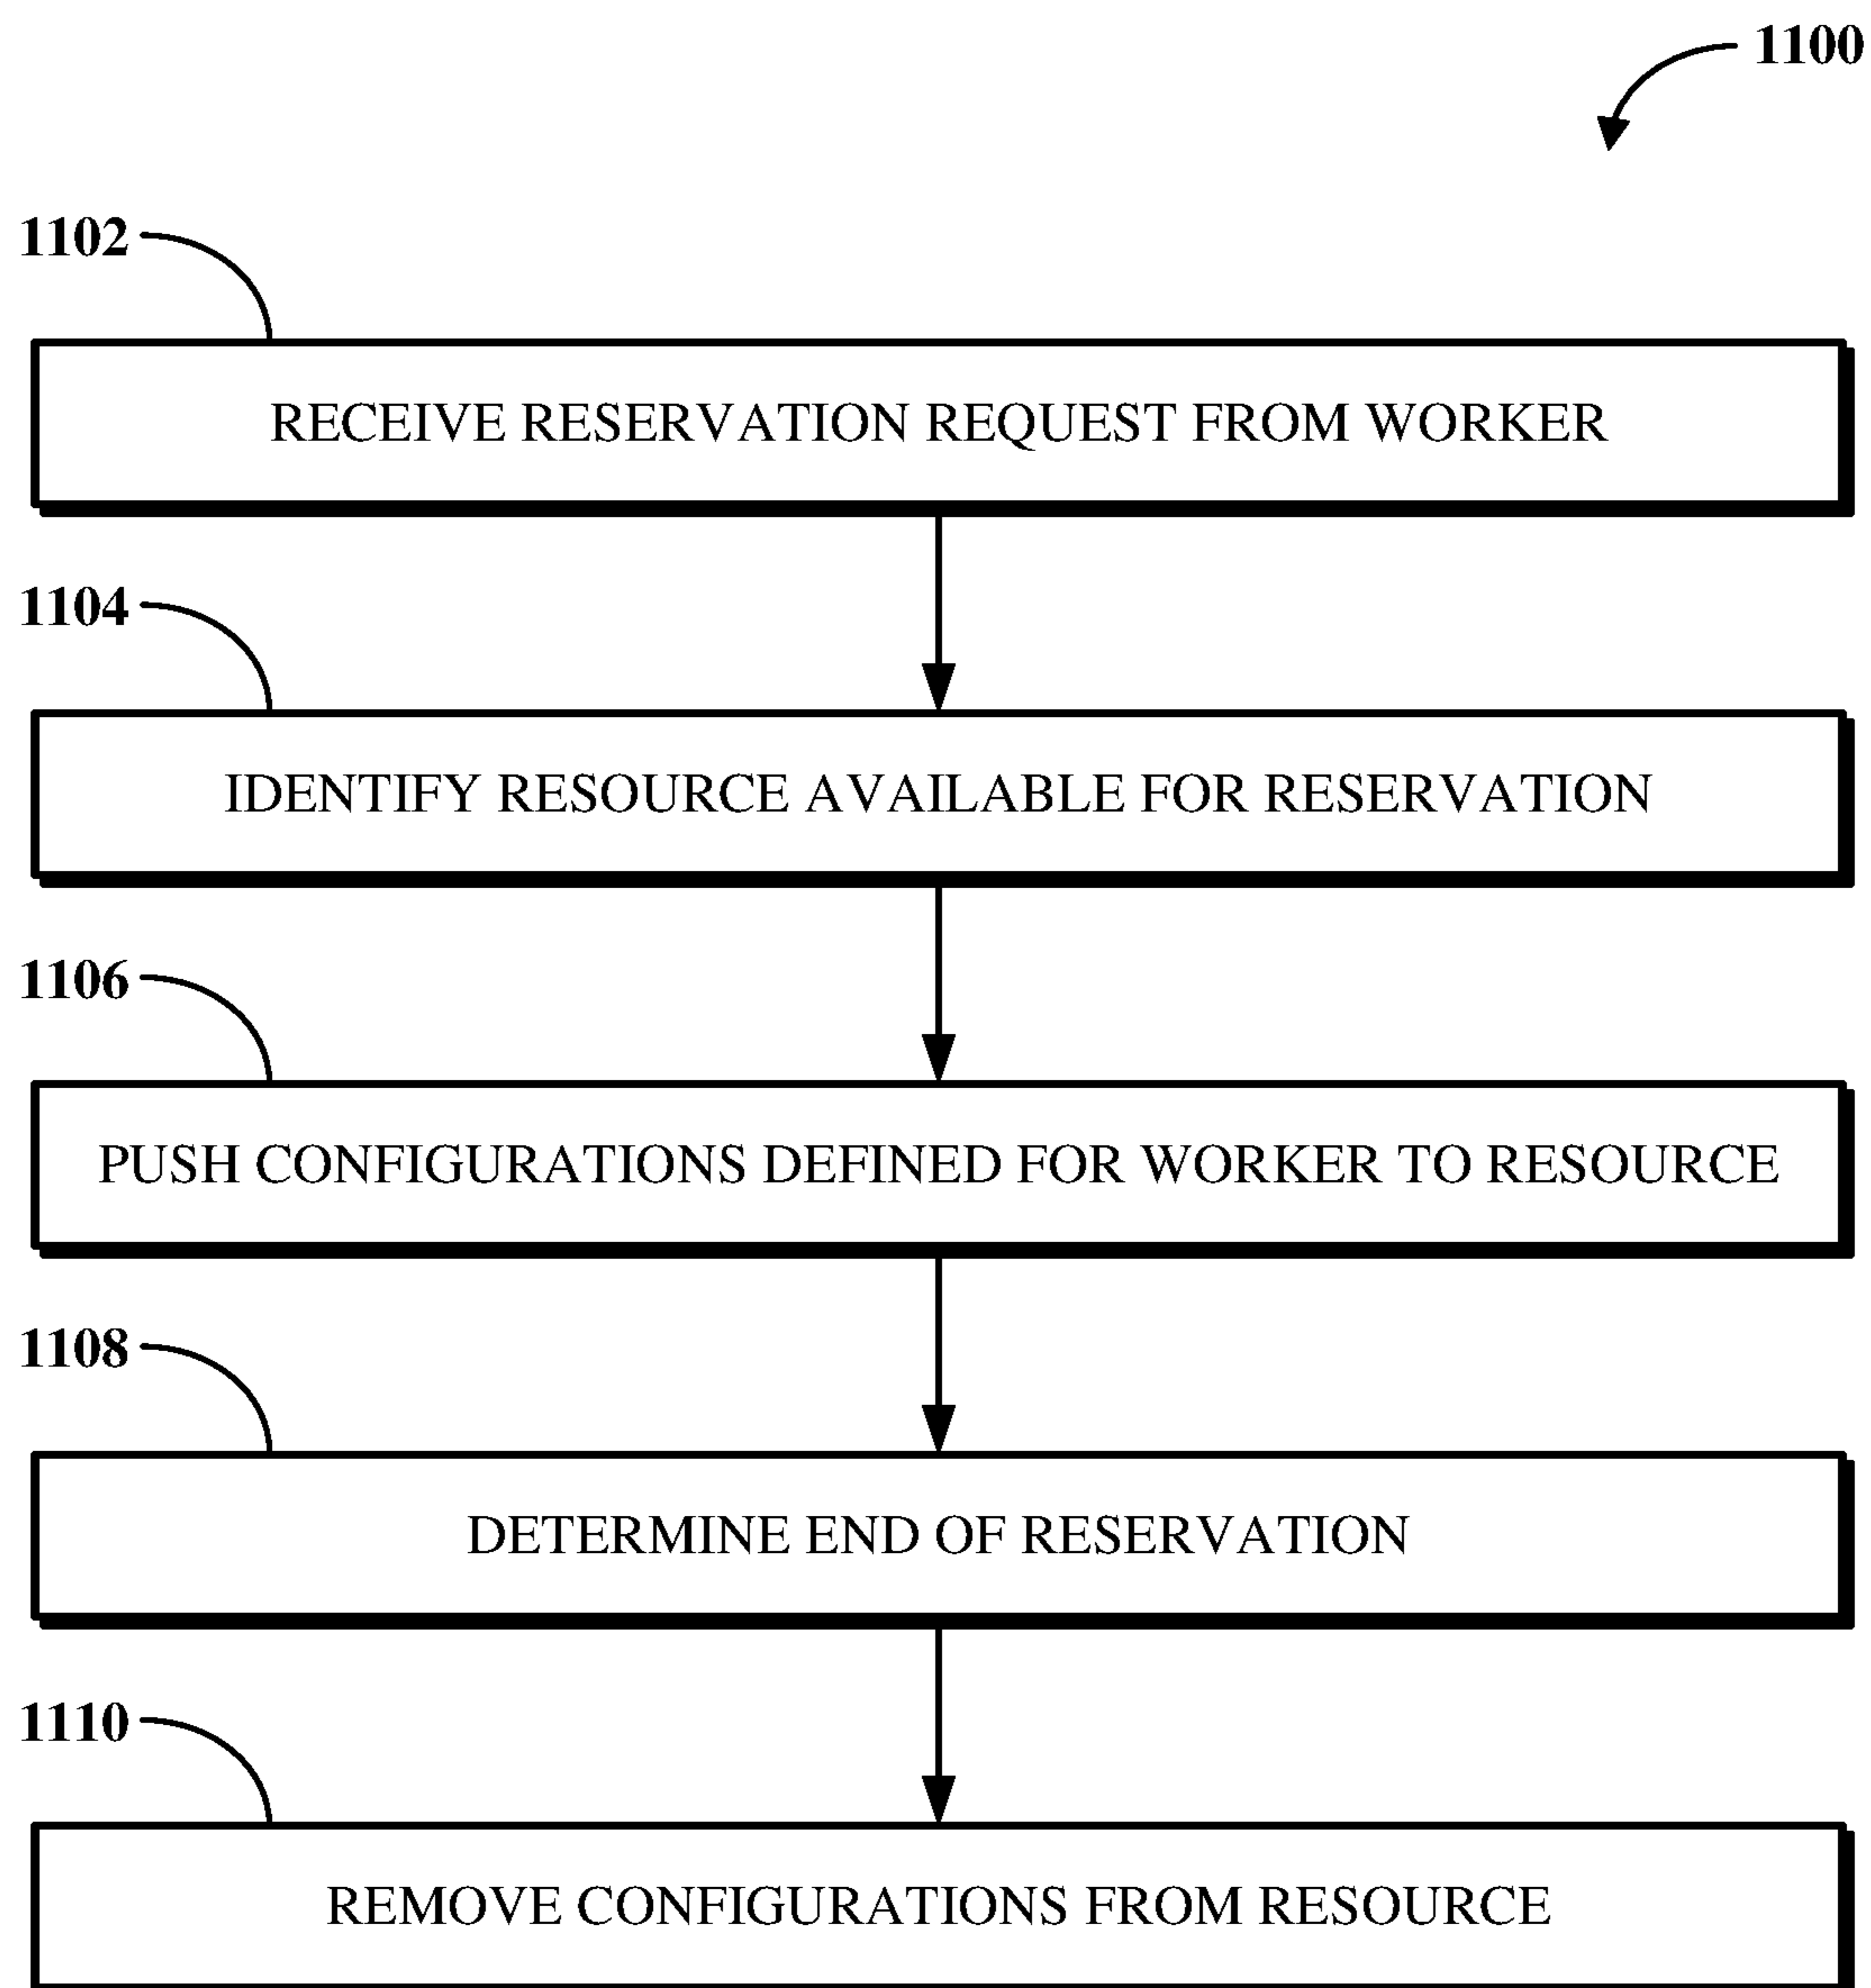 1100
1102
RECEIVE RESERVATION REQUEST FROM WORKER
1104
IDENTIFY RESOURCE AVAILABLE FOR RESERVATION
1106
PUSH CONFIGURATIONS DEFINED FOR WORKER TO RESOURCE
1108
DETERMINE END OF RESERVATION
1110
REMOVE CONFIGURATIONS FROM RESOURCE